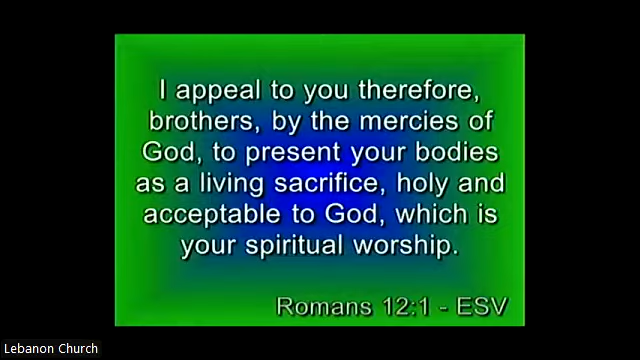 I appeal to you therefore,
brothers, by the mercies of
God, to present your bodies
as a living sacrifice, holy and
acceptable to God, which is
your spiritual worship.
Romans 12:1 - ESV
Lebanon Church